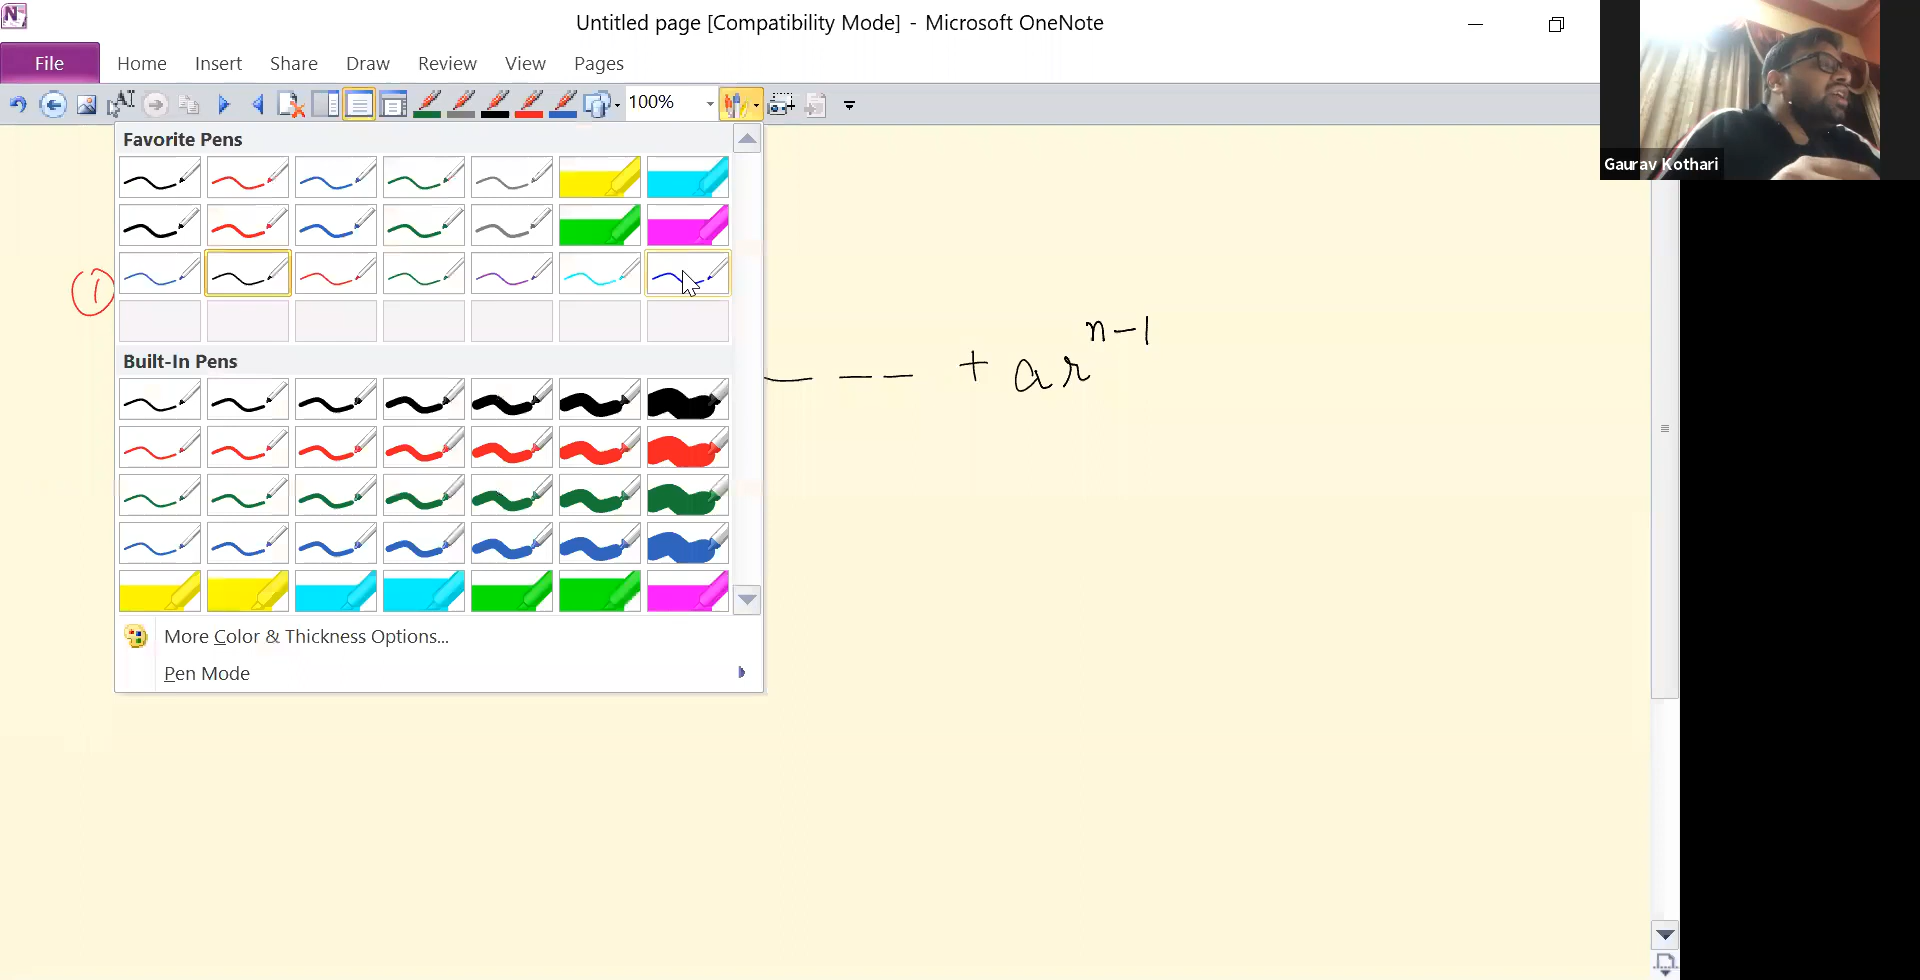 Untitled page [Compatibility Mode] - Microsoft OneNote
File Home Insert Share Draw Review View Pages
100%
Favorite Pens
Gaurav Kothari
①
— — — + ar^{n-1}
Built-In Pens
More Color & Thickness Options...
Pen Mode